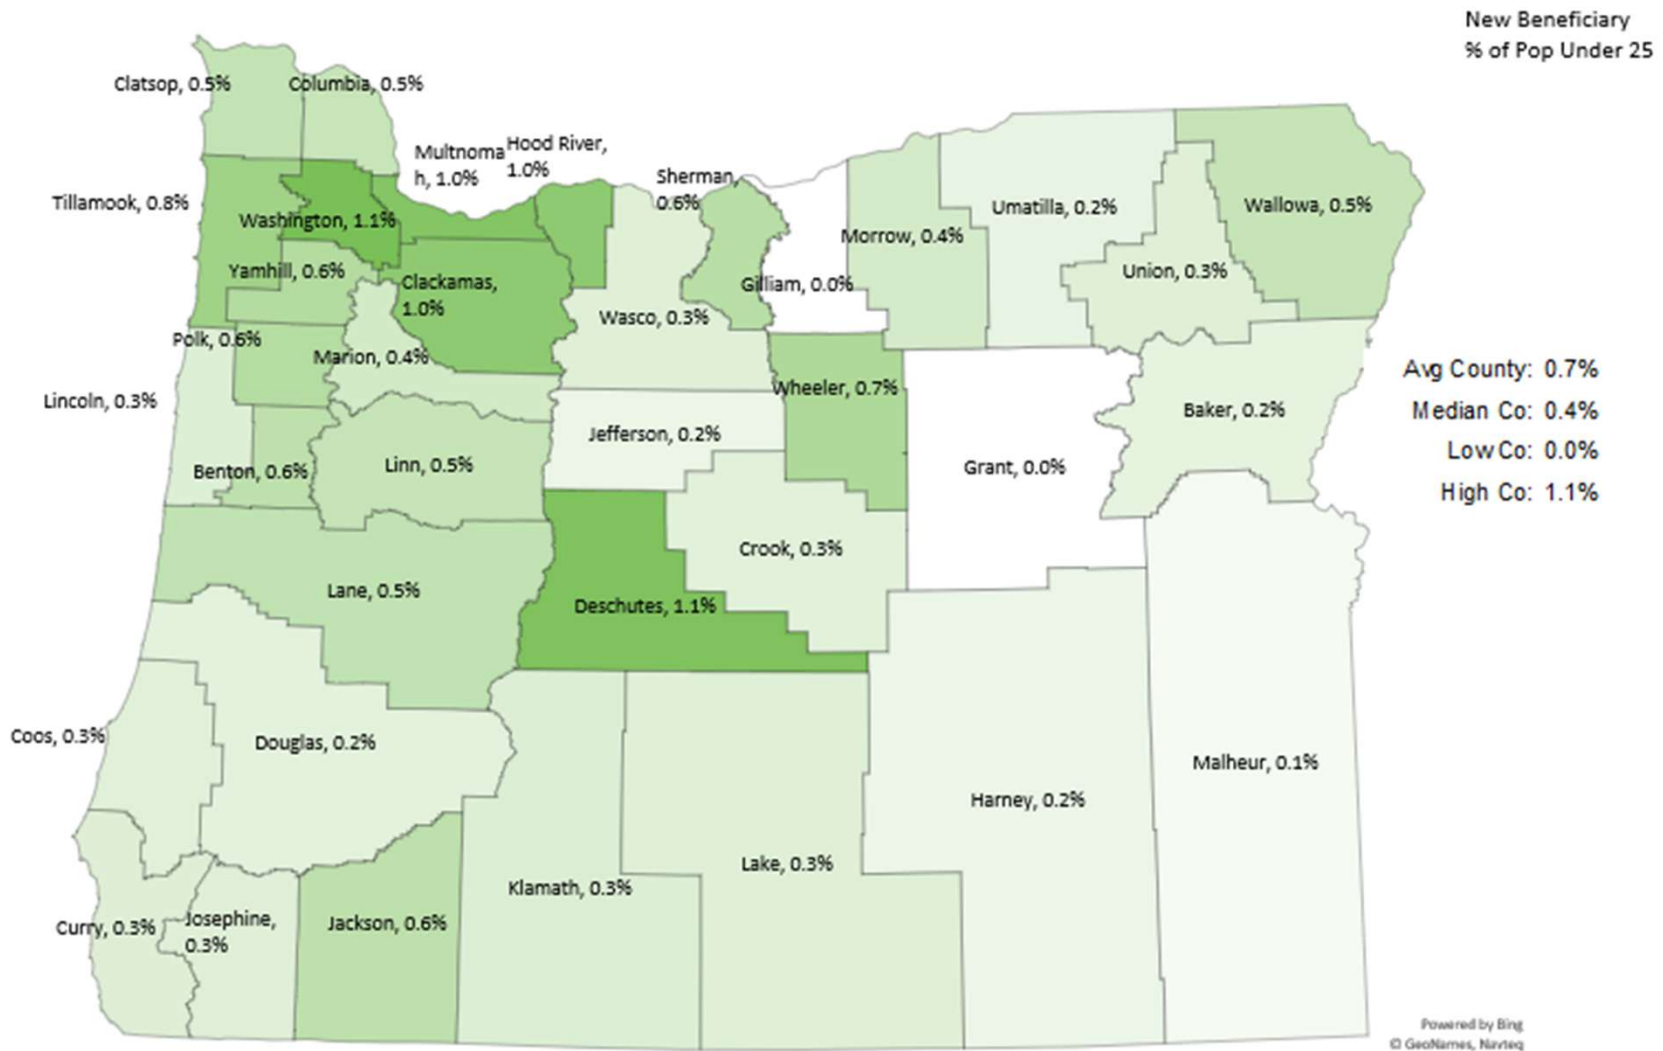 New Beneficiary
% of Pop Under 25
Clatsop, 0.5%
Columbia, 0.5%
Multnoma
h, 1.0%
Hood River,
1.0%
Sherman,
0.6%
Tillamook, 0.8%
Washington, 1.1%
Umatilla, 0.2%
Wallowa, 0.5%
Morrow, 0.4%
Yamhill, 0.6%
Clackamas,
1.0%
Gilliam, 0.0%
Union, 0.3%
Wasco, 0.3%
Polk, 0.6%
Marion, 0.4%
Wheeler, 0.7%
Lincoln, 0.3%
Baker, 0.2%
Jefferson, 0.2%
Benton, 0.6%
Linn, 0.5%
Grant, 0.0%
Avg County: 0.7%
Median Co: 0.4%
Low Co: 0.0%
High Co: 1.1%
Crook, 0.3%
Lane, 0.5%
Deschutes, 1.1%
Coos, 0.3%
Douglas, 0.2%
Malheur, 0.1%
Harney, 0.2%
Lake, 0.3%
Klamath, 0.3%
Curry, 0.3%
Josephine,
0.3%
Jackson, 0.6%
Powered by Bing
© GeoNames, Navteq